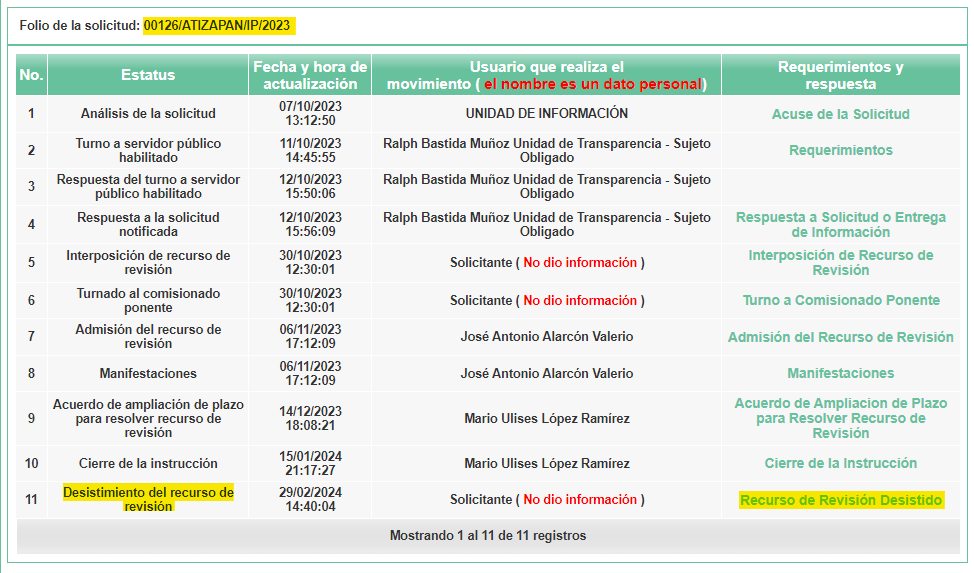 Folio de la solicitud: 00126/ATIZAPAN/IP/2023
No.
Estatus
Fecha y hora de
actualización
Usuario que realiza el
movimiento ( el nombre es un dato personal)
Requerimientos y
respuesta
1
Análisis de la solicitud
07/10/2023
13:12:50
UNIDAD DE INFORMACIÓN
Acuse de la Solicitud
2
Turno a servidor público
habilitado
11/10/2023
14:45:55
Ralph Bastida Muñoz Unidad de Transparencia - Sujeto
Obligado
Requerimientos
3
Respuesta del turno a servidor
público habilitado
12/10/2023
15:50:06
Ralph Bastida Muñoz Unidad de Transparencia - Sujeto
Obligado
4
Respuesta a la solicitud
notificada
12/10/2023
15:56:09
Ralph Bastida Muñoz Unidad de Transparencia - Sujeto
Obligado
Respuesta a Solicitud o Entrega
de Información
5
Interposición de recurso de
revisión
30/10/2023
12:30:01
Solicitante ( No dio información )
Interposición de Recurso de
Revisión
6
Turnado al comisionado
ponente
30/10/2023
12:30:01
Solicitante ( No dio información )
Turno a Comisionado Ponente
7
Admisión del recurso de
revisión
06/11/2023
17:12:09
José Antonio Alarcón Valerio
Admisión del Recurso de Revisión
8
Manifestaciones
06/11/2023
17:12:09
José Antonio Alarcón Valerio
Manifestaciones
9
Acuerdo de ampliación de plazo
para resolver recurso de
revisión
14/12/2023
18:08:21
Mario Ulises López Ramírez
Acuerdo de Ampliacion de Plazo
para Resolver Recurso de
Revisión
10
Cierre de la instrucción
15/01/2024
21:17:27
Mario Ulises López Ramírez
Cierre de la Instrucción
11
Desistimiento del recurso de
revisión
29/02/2024
14:40:04
Solicitante ( No dio información )
Recurso de Revisión Desistido
Mostrando 1 al 11 de 11 registros